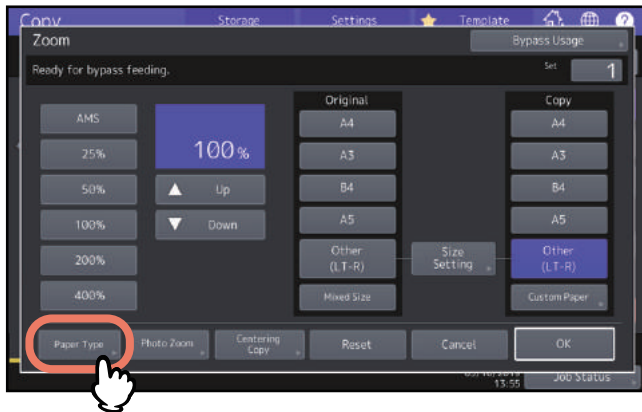 Copy Storage Settings Template
Zoom Bypass Usage
Ready for bypass feeding. Set 1
Original Copy
AMS A4 A4
25% 100 % A3 A3
50% Up B4 B4
100% Down A5 A5
200% Other (LT-R) Size Setting Other (LT-R)
400% Mixed Size Custom Paper
Paper Type Photo Zoom Centering Copy Reset Cancel OK
13:55 Job Status